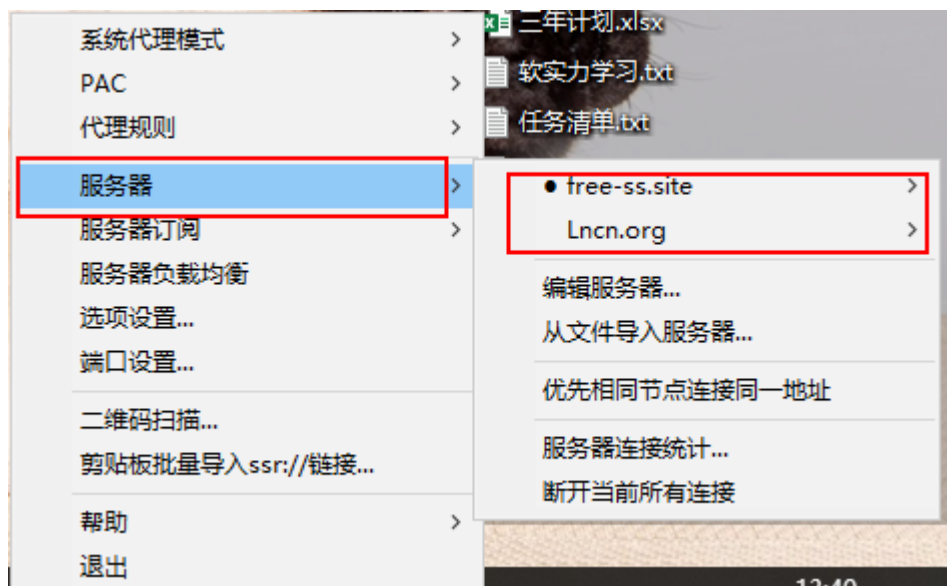 系统代理模式
PAC
代理规则
服务器
服务器订阅
服务器负载均衡
选项设置...
端口设置...
二维码扫描...
剪贴板批量导入ssr://链接...
帮助
退出
三年计划.xlsx
软实力学习.txt
任务清单.txt
free-ss.site
Lncn.org
编辑服务器...
从文件导入服务器...
优先相同节点连接同一地址
服务器连接统计...
断开当前所有连接